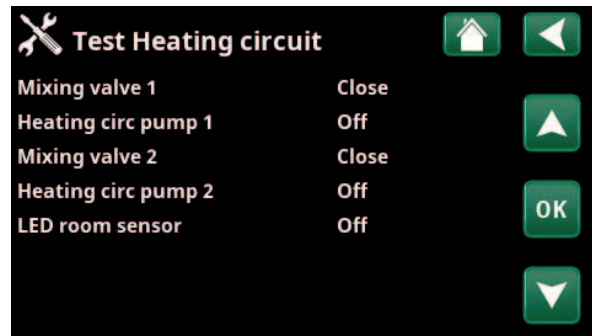 Test Heating circuit
Mixing valve 1 Close
Heating circ pump 1 Off
Mixing valve 2 Close
Heating circ pump 2 Off
OK
LED room sensor Off